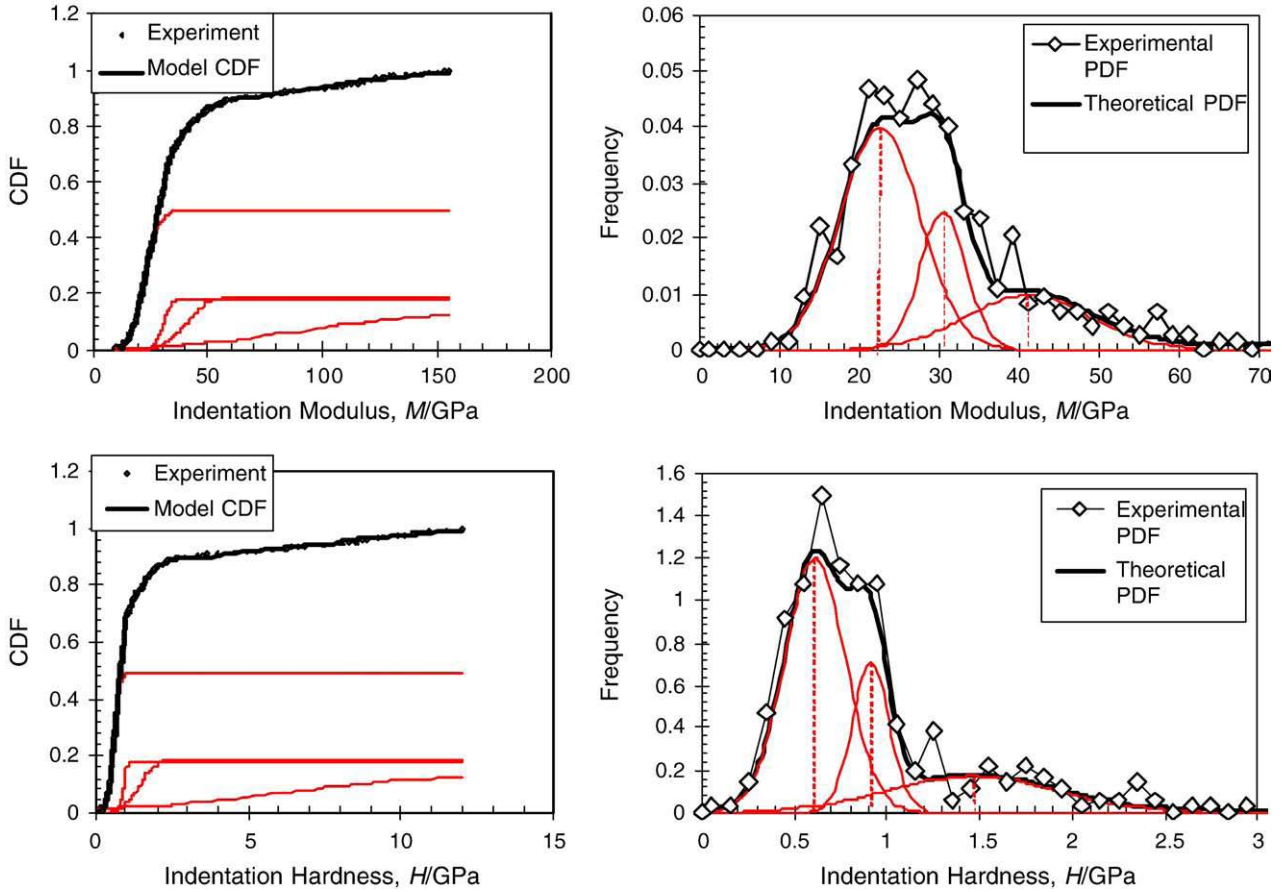 1.2
Experiment
Model CDF
1
0.8
CDF
0.6
0.4
0.2
0
0 50 100 150 200
Indentation Modulus, M/GPa
0.06
Experimental
PDF
0.05
Theoretical PDF
0.04
Frequency
0.03
0.02
0.01
0
0 10 20 30 40 50 60 70
Indentation Modulus, M/GPa
1.2
Experiment
Model CDF
1
0.8
CDF
0.6
0.4
0.2
0
0 5 10 15
Indentation Hardness, H/GPa
1.6
Experimental
PDF
1.4
Theoretical
PDF
1.2
1
Frequency
0.8
0.6
0.4
0.2
0
0 0.5 1 1.5 2 2.5 3
Indentation Hardness, H/GPa